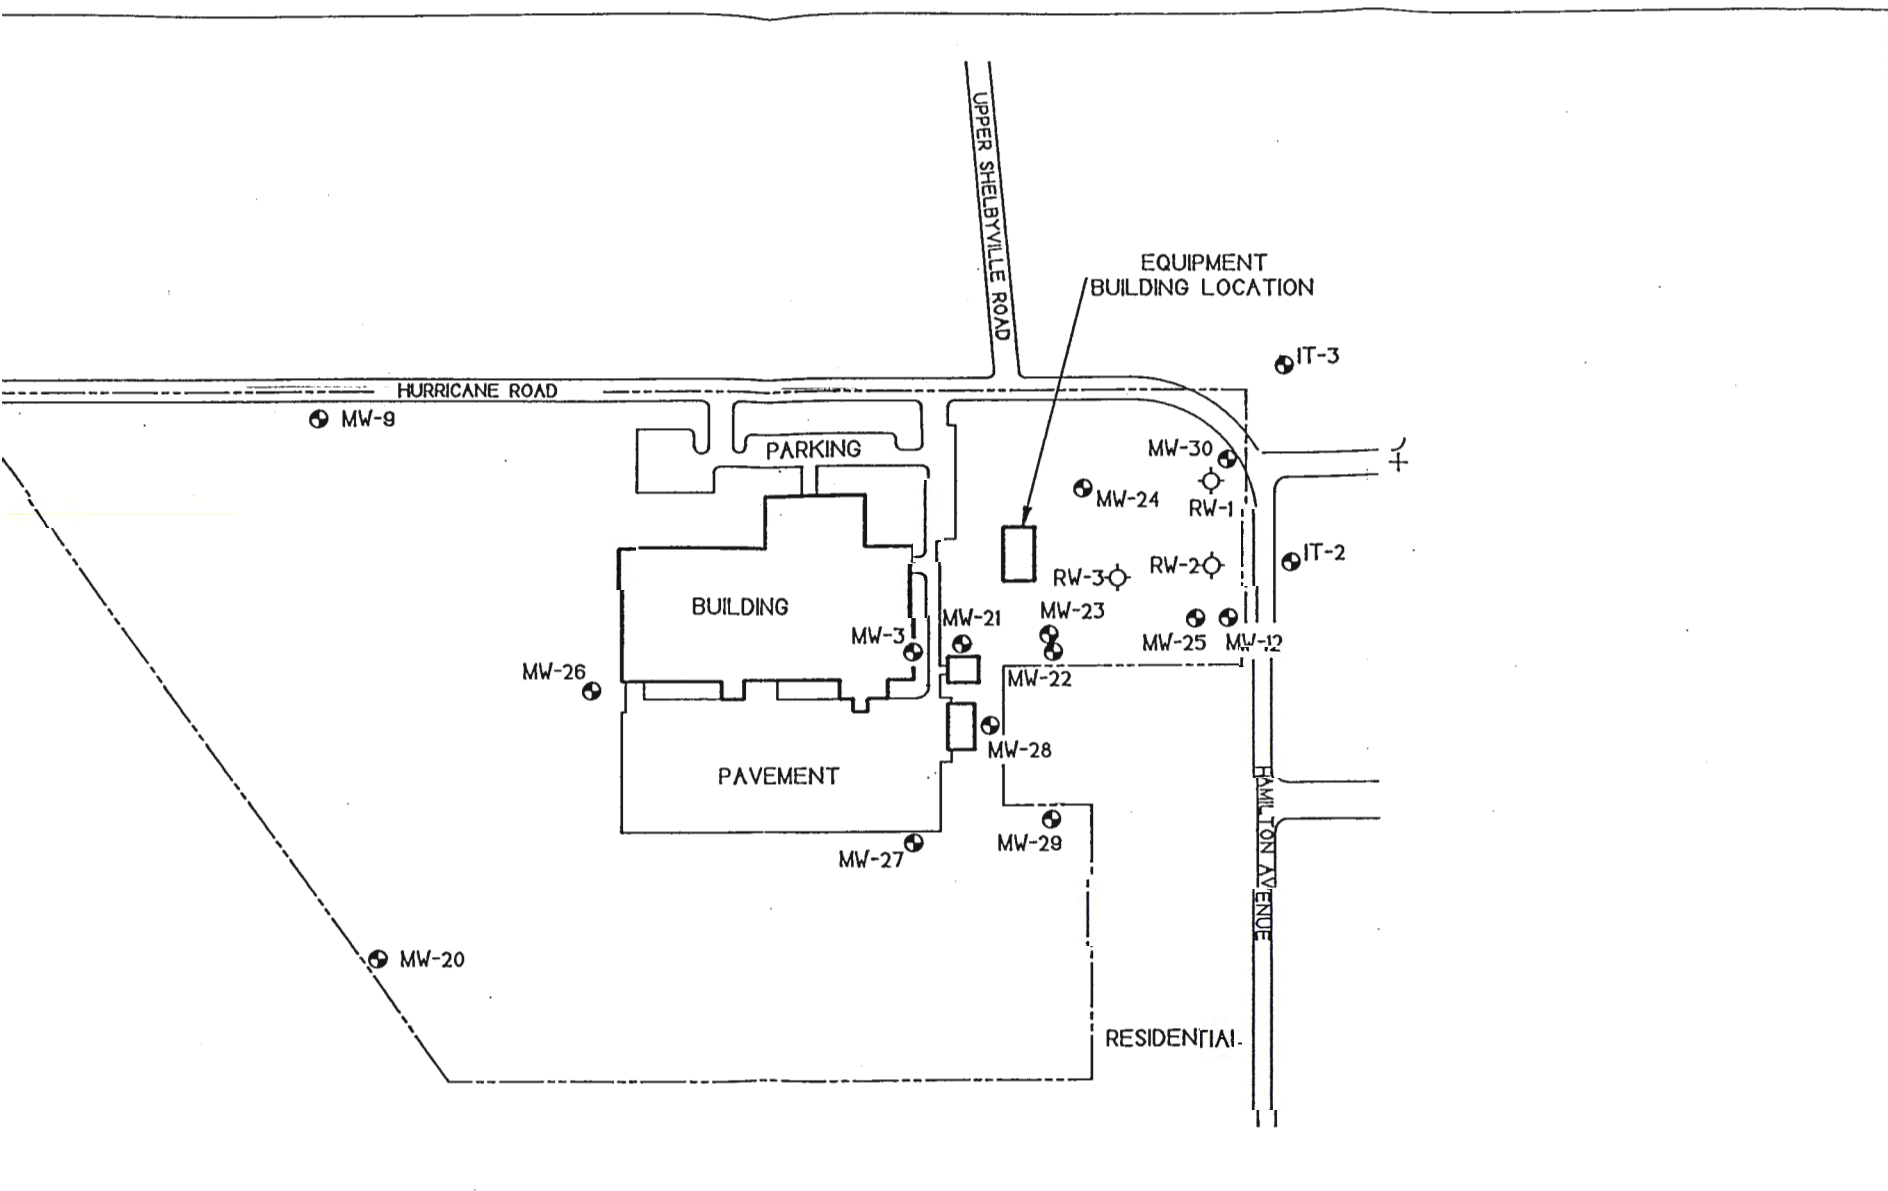 UPPER SHELBYVILLE ROAD
EQUIPMENT
BUILDING LOCATION
IT-3
HURRICANE ROAD
MW-9
PARKING
MW-30
MW-24
RW-1
IT-2
RW-2
RW-3
BUILDING
MW-23
MW-21
MW-3
MW-25
MW-12
MW-26
MW-22
MW-28
PAVEMENT
HAMILTON AVENUE
MW-29
MW-27
MW-20
RESIDENTIAL